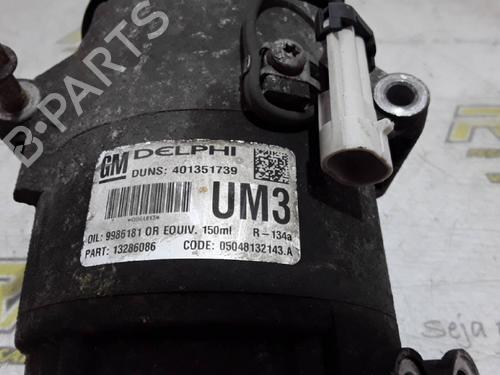 B-PARTS
GM DELPHI
DUNS: 401351739
UM3
OIL: 9986181 OR EQUIV. 150ml R-134a
PART: 13286086 CODE: 05048132143.A
Seja